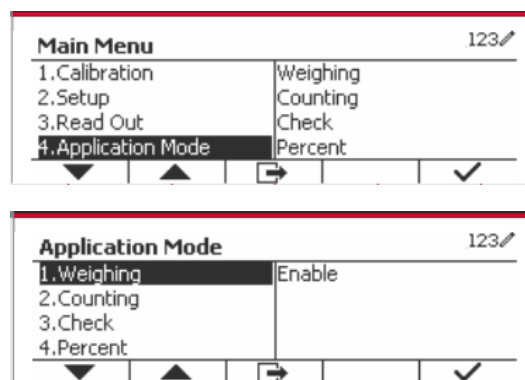 Main Menu 123
1.Calibration Weighing
2.Setup Counting
3.Read Out Check
4.Application Mode Percent
Application Mode 123
1.Weighing Enable
2.Counting
3.Check
4.Percent